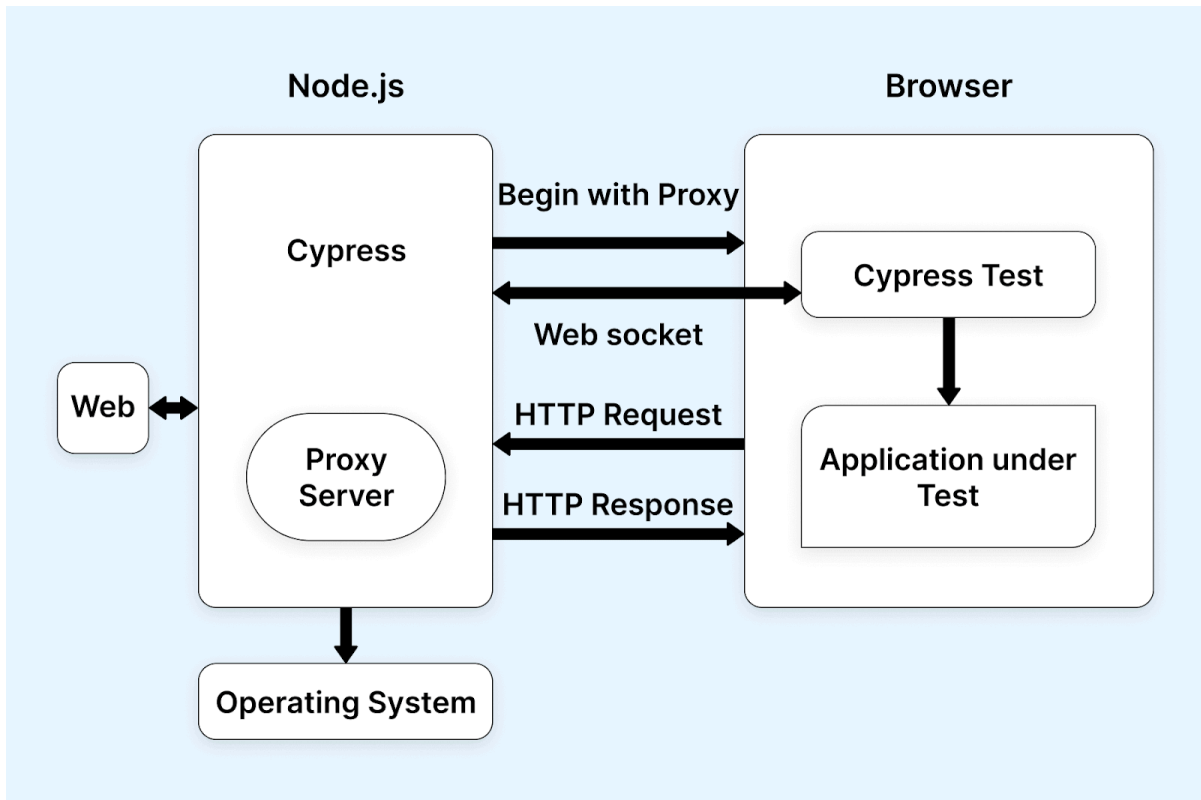 Node.js
Browser
Begin with Proxy
Cypress
Cypress Test
Web socket
Web
HTTP Request
Proxy
Server
Application under
Test
HTTP Response
Operating System